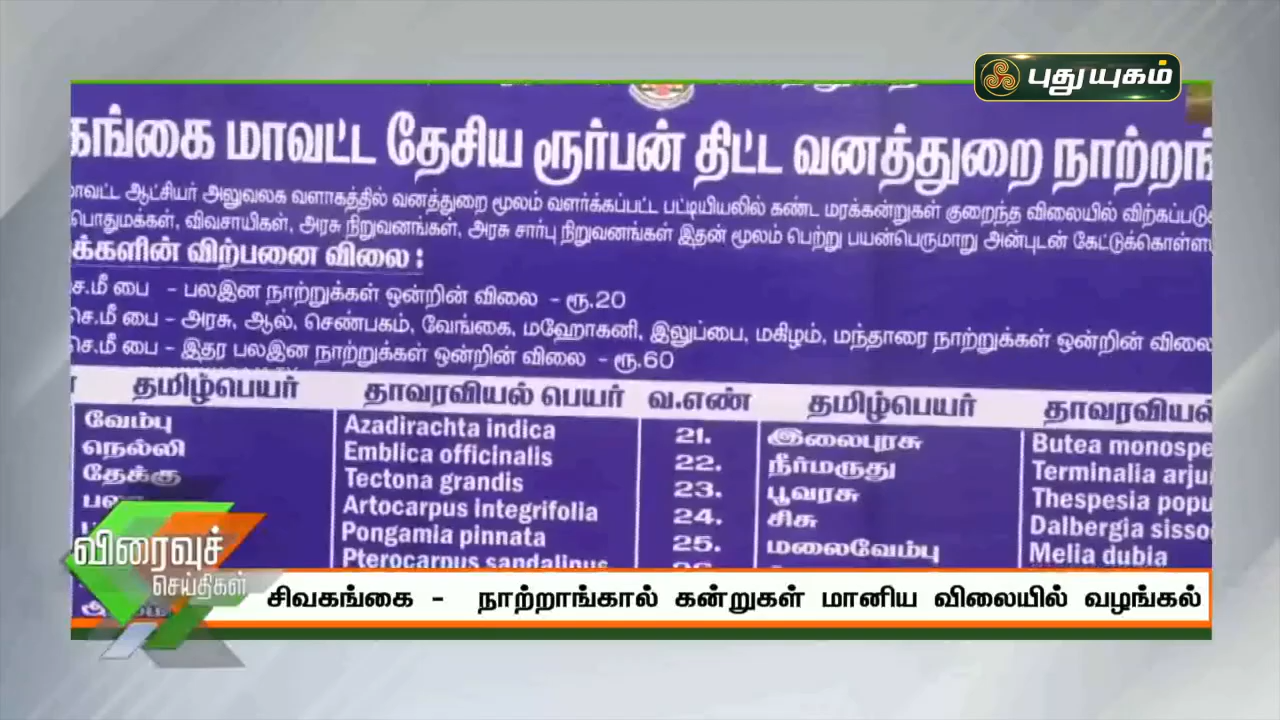 புதுயுகம்
கங்கை மாவட்ட தேசிய ரூர்பன் திட்ட வனத்துறை நாற்றங்
மாவட்ட ஆட்சியர் அலுவலக வளாகத்தில் வனத்துறை மூலம் வளர்க்கப்பட்ட பட்டியியலில் கண்ட மரக்கன்றுகள் குறைந்த விலையில் விற்கப்படு
பொதுமக்கள், விவசாயிகள், அரசு நிறுவனங்கள், அரசு சார்பு நிறுவனங்கள் இதன் மூலம் பெற்று பயன்பெருமாறு அன்புடன் கேட்டுக்கொள்ள
க்களின் விற்பனை விலை :
செ.மீ பை - பலஇன நாற்றுக்கள் ஒன்றின் விலை - ரூ.20
செ.மீ பை - அரசு, ஆல், செண்பகம், வேங்கை, மஹோகனி, இலுப்பை, மகிழம், மந்தாரை நாற்றுக்கள் ஒன்றின் விலை
செ.மீ பை - இதர பலஇன நாற்றுக்கள் ஒன்றின் விலை - ரூ.60
தமிழ்பெயர் தாவரவியல் பெயர் வ.எண் தமிழ்பெயர் தாவரவியல்
வேம்பு Azadirachta indica 21. இலைபுரசு Butea monospe
நெல்லி Emblica officinalis 22. நீர்மருது Terminalia arju
தேக்கு Tectona grandis 23. பூவரசு Thespesia popu
Artocarpus integrifolia 24. சிசு Dalbergia sisso
Pongamia pinnata 25. மலைவேம்பு Melia dubia
Pterocarpus sandalinus
விரைவுச்
செய்திகள்
சிவகங்கை - நாற்றாங்கால் கன்றுகள் மானிய விலையில் வழங்கல்